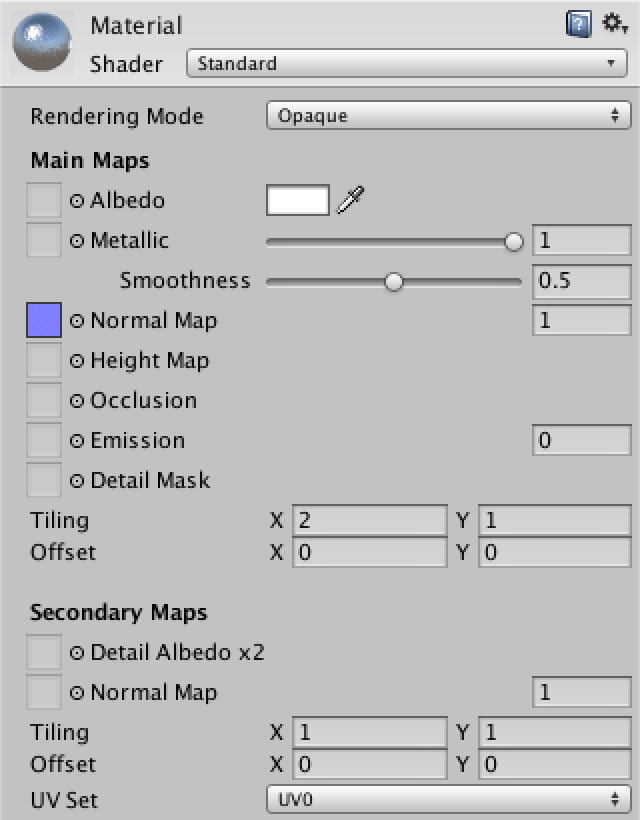 Material
Shader Standard
Rendering Mode Opaque
Main Maps
Albedo
Metallic 1
Smoothness 0.5
Normal Map 1
Height Map
Occlusion
Emission 0
Detail Mask
Tiling X 2 Y 1
Offset X 0 Y 0
Secondary Maps
Detail Albedo x2
Normal Map 1
Tiling X 1 Y 1
Offset X 0 Y 0
UV Set UV0